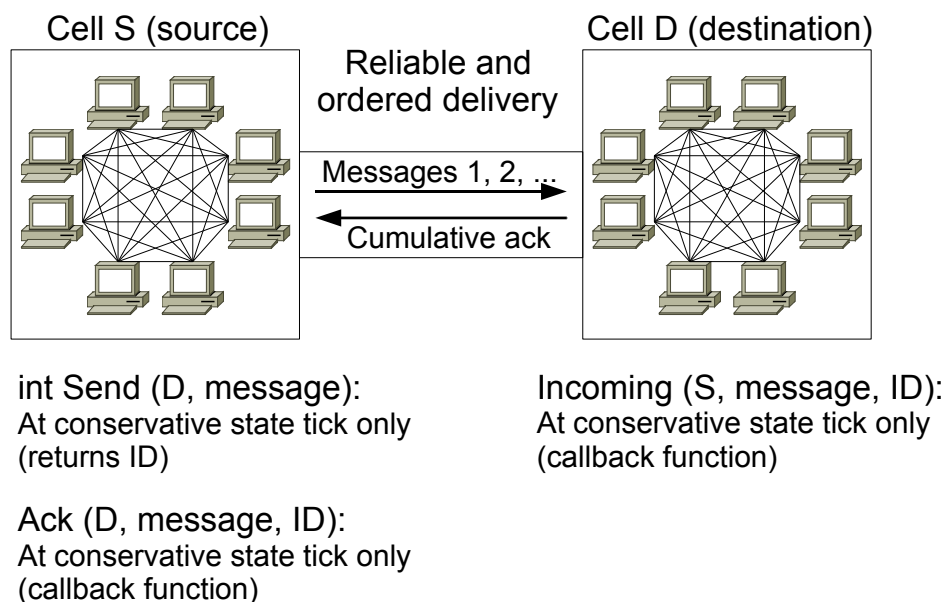 Cell S (source)
Cell D (destination)
Reliable and
ordered delivery
Messages 1, 2, ...
Cumulative ack
int Send (D, message):
At conservative state tick only
(returns ID)
Ack (D, message, ID):
At conservative state tick only
(callback function)
Incoming (S, message, ID):
At conservative state tick only
(callback function)